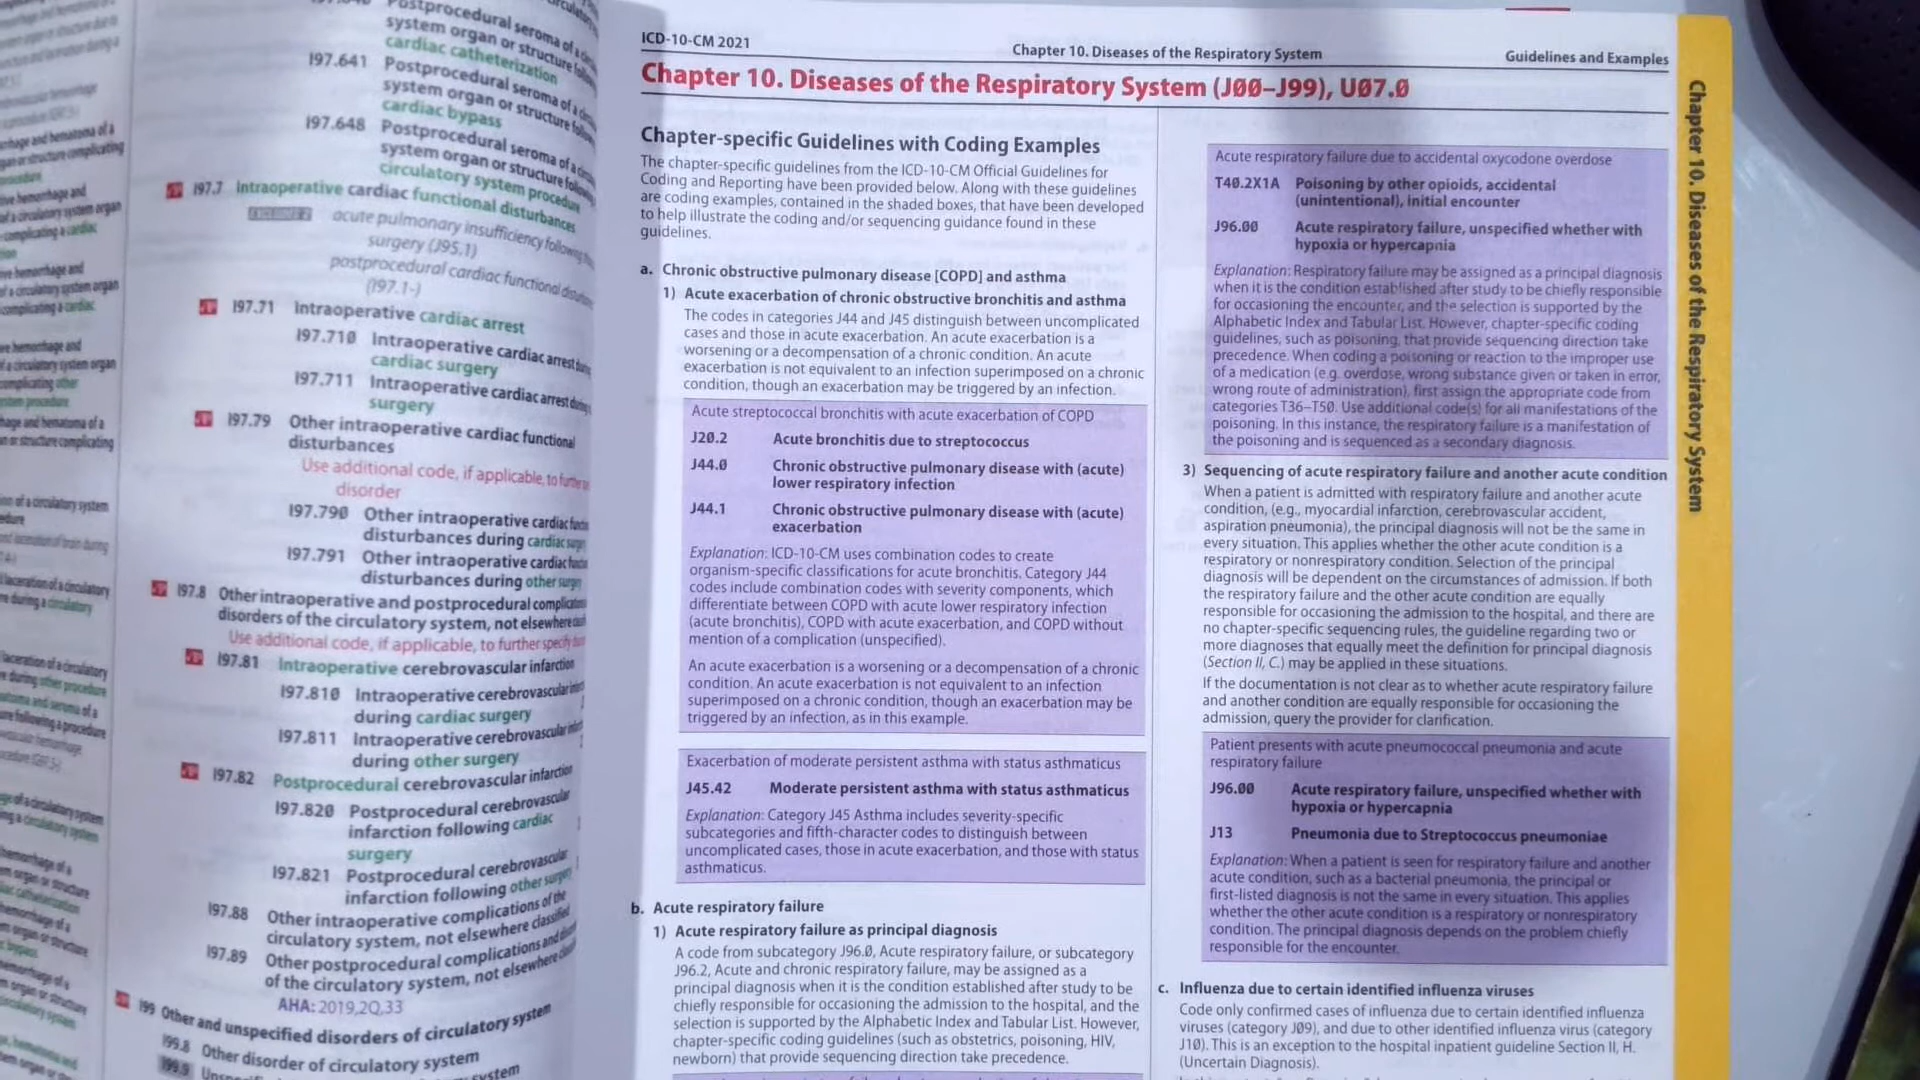 Postprocedural seroma of a
system organ or structure
cardiac catheterization
I97.641 Postprocedural seroma of a
system organ or structure
cardiac bypass
I97.648 Postprocedural seroma of a
system organ or structure
circulatory system procedure
I97.7 Intraoperative cardiac functional disturbances
EXCLUDES 2 acute pulmonary insufficiency following
surgery (J95.1)
postprocedural cardiac functional
(I97.1-)
I97.71 Intraoperative cardiac arrest
I97.710 Intraoperative cardiac arrest during
cardiac surgery
I97.711 Intraoperative cardiac arrest during
surgery
I97.79 Other intraoperative cardiac functional
disturbances
Use additional code, if applicable, to further
disorder
I97.790 Other intraoperative cardiac
disturbances during cardiac
I97.791 Other intraoperative cardiac
disturbances during other surgery
I97.8 Other intraoperative and postprocedural
disorders of the circulatory system, not elsewhere
Use additional code, if applicable, to further specify
I97.81 Intraoperative cerebrovascular infarction
I97.810 Intraoperative cerebrovascular
during cardiac surgery
I97.811 Intraoperative cerebrovascular
during other surgery
I97.82 Postprocedural cerebrovascular infarction
I97.820 Postprocedural cerebrovascular
infarction following cardiac
surgery
I97.821 Postprocedural cerebrovascular
infarction following other surgery
I97.88 Other intraoperative complications of the
circulatory system, not elsewhere classified
I97.89 Other postprocedural complications and
of the circulatory system, not elsewhere
AHA: 2019,2Q,33
I99 Other and unspecified disorders of circulatory system
I99.8 Other disorder of circulatory system
I99.9 system
ICD-10-CM 2021
Chapter 10. Diseases of the Respiratory System
Guidelines and Examples
Chapter 10. Diseases of the Respiratory System (J00–J99), U07.0
Chapter-specific Guidelines with Coding Examples
The chapter-specific guidelines from the ICD-10-CM Official Guidelines for
Coding and Reporting have been provided below. Along with these guidelines
are coding examples, contained in the shaded boxes, that have been developed
to help illustrate the coding and/or sequencing guidance found in these
guidelines.
a. Chronic obstructive pulmonary disease [COPD] and asthma
1) Acute exacerbation of chronic obstructive bronchitis and asthma
The codes in categories J44 and J45 distinguish between uncomplicated
cases and those in acute exacerbation. An acute exacerbation is a
worsening or a decompensation of a chronic condition. An acute
exacerbation is not equivalent to an infection superimposed on a chronic
condition, though an exacerbation may be triggered by an infection.
Acute streptococcal bronchitis with acute exacerbation of COPD
J20.2 Acute bronchitis due to streptococcus
J44.0 Chronic obstructive pulmonary disease with (acute)
lower respiratory infection
J44.1 Chronic obstructive pulmonary disease with (acute)
exacerbation
Explanation: ICD-10-CM uses combination codes to create
organism-specific classifications for acute bronchitis. Category J44
codes include combination codes with severity components, which
differentiate between COPD with acute lower respiratory infection
(acute bronchitis), COPD with acute exacerbation, and COPD without
mention of a complication (unspecified).
An acute exacerbation is a worsening or a decompensation of a chronic
condition. An acute exacerbation is not equivalent to an infection
superimposed on a chronic condition, though an exacerbation may be
triggered by an infection, as in this example.
Exacerbation of moderate persistent asthma with status asthmaticus
J45.42 Moderate persistent asthma with status asthmaticus
Explanation: Category J45 Asthma includes severity-specific
subcategories and fifth-character codes to distinguish between
uncomplicated cases, those in acute exacerbation, and those with status
asthmaticus.
b. Acute respiratory failure
1) Acute respiratory failure as principal diagnosis
A code from subcategory J96.0, Acute respiratory failure, or subcategory
J96.2, Acute and chronic respiratory failure, may be assigned as a
principal diagnosis when it is the condition established after study to be
chiefly responsible for occasioning the admission to the hospital, and the
selection is supported by the Alphabetic Index and Tabular List. However,
chapter-specific coding guidelines (such as obstetrics, poisoning, HIV,
newborn) that provide sequencing direction take precedence.
Acute respiratory failure due to accidental oxycodone overdose
T40.2X1A Poisoning by other opioids, accidental
(unintentional), initial encounter
J96.00 Acute respiratory failure, unspecified whether with
hypoxia or hypercapnia
Explanation: Respiratory failure may be assigned as a principal diagnosis
when it is the condition established after study to be chiefly responsible
for occasioning the encounter, and the selection is supported by the
Alphabetic Index and Tabular List. However, chapter-specific coding
guidelines, such as poisoning, that provide sequencing direction take
precedence. When coding a poisoning or reaction to the improper use
of a medication (e.g. overdose, wrong substance given or taken in error,
wrong route of administration), first assign the appropriate code from
categories T36–T50. Use additional code(s) for all manifestations of the
poisoning. In this instance, the respiratory failure is a manifestation of
the poisoning and is sequenced as a secondary diagnosis.
3) Sequencing of acute respiratory failure and another acute condition
When a patient is admitted with respiratory failure and another acute
condition, (e.g., myocardial infarction, cerebrovascular accident,
aspiration pneumonia), the principal diagnosis will not be the same in
every situation. This applies whether the other acute condition is a
respiratory or nonrespiratory condition. Selection of the principal
diagnosis will be dependent on the circumstances of admission. If both
the respiratory failure and the other acute condition are equally
responsible for occasioning the admission to the hospital, and there are
no chapter-specific sequencing rules, the guideline regarding two or
more diagnoses that equally meet the definition for principal diagnosis
(Section II, C.) may be applied in these situations.
If the documentation is not clear as to whether acute respiratory failure
and another condition are equally responsible for occasioning the
admission, query the provider for clarification.
Patient presents with acute pneumococcal pneumonia and acute
respiratory failure
J96.00 Acute respiratory failure, unspecified whether with
hypoxia or hypercapnia
J13 Pneumonia due to Streptococcus pneumoniae
Explanation: When a patient is seen for respiratory failure and another
acute condition, such as a bacterial pneumonia, the principal or
first-listed diagnosis is not the same in every situation. This applies
whether the other acute condition is a respiratory or nonrespiratory
condition. The principal diagnosis depends on the problem chiefly
responsible for the encounter.
c. Influenza due to certain identified influenza viruses
Code only confirmed cases of influenza due to certain identified influenza
viruses (category J09), and due to other identified influenza virus (category
J10). This is an exception to the hospital inpatient guideline Section II, H.
(Uncertain Diagnosis).
Chapter 10. Diseases of the Respiratory System